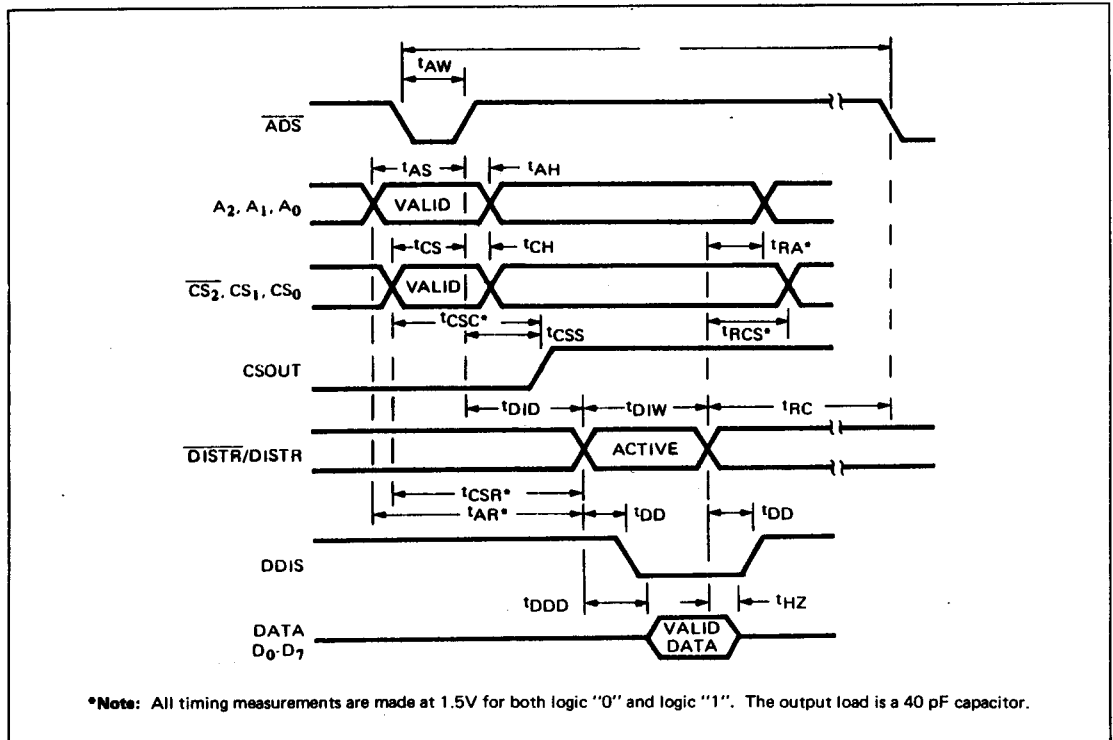 tAW
ADS
tAS tAH
A2, A1, A0 VALID
tCS tCH tRA*
CS2, CS1, CS0 VALID
tCSC* tRCS*
tCSS
CSOUT
tDID tDIW tRC
DISTR/DISTR ACTIVE
tCSR*
tAR* tDD tDD
DDIS
tDDD tHZ
DATA VALID
D0-D7 DATA
*Note: All timing measurements are made at 1.5V for both logic "0" and logic "1". The output load is a 40 pF capacitor.